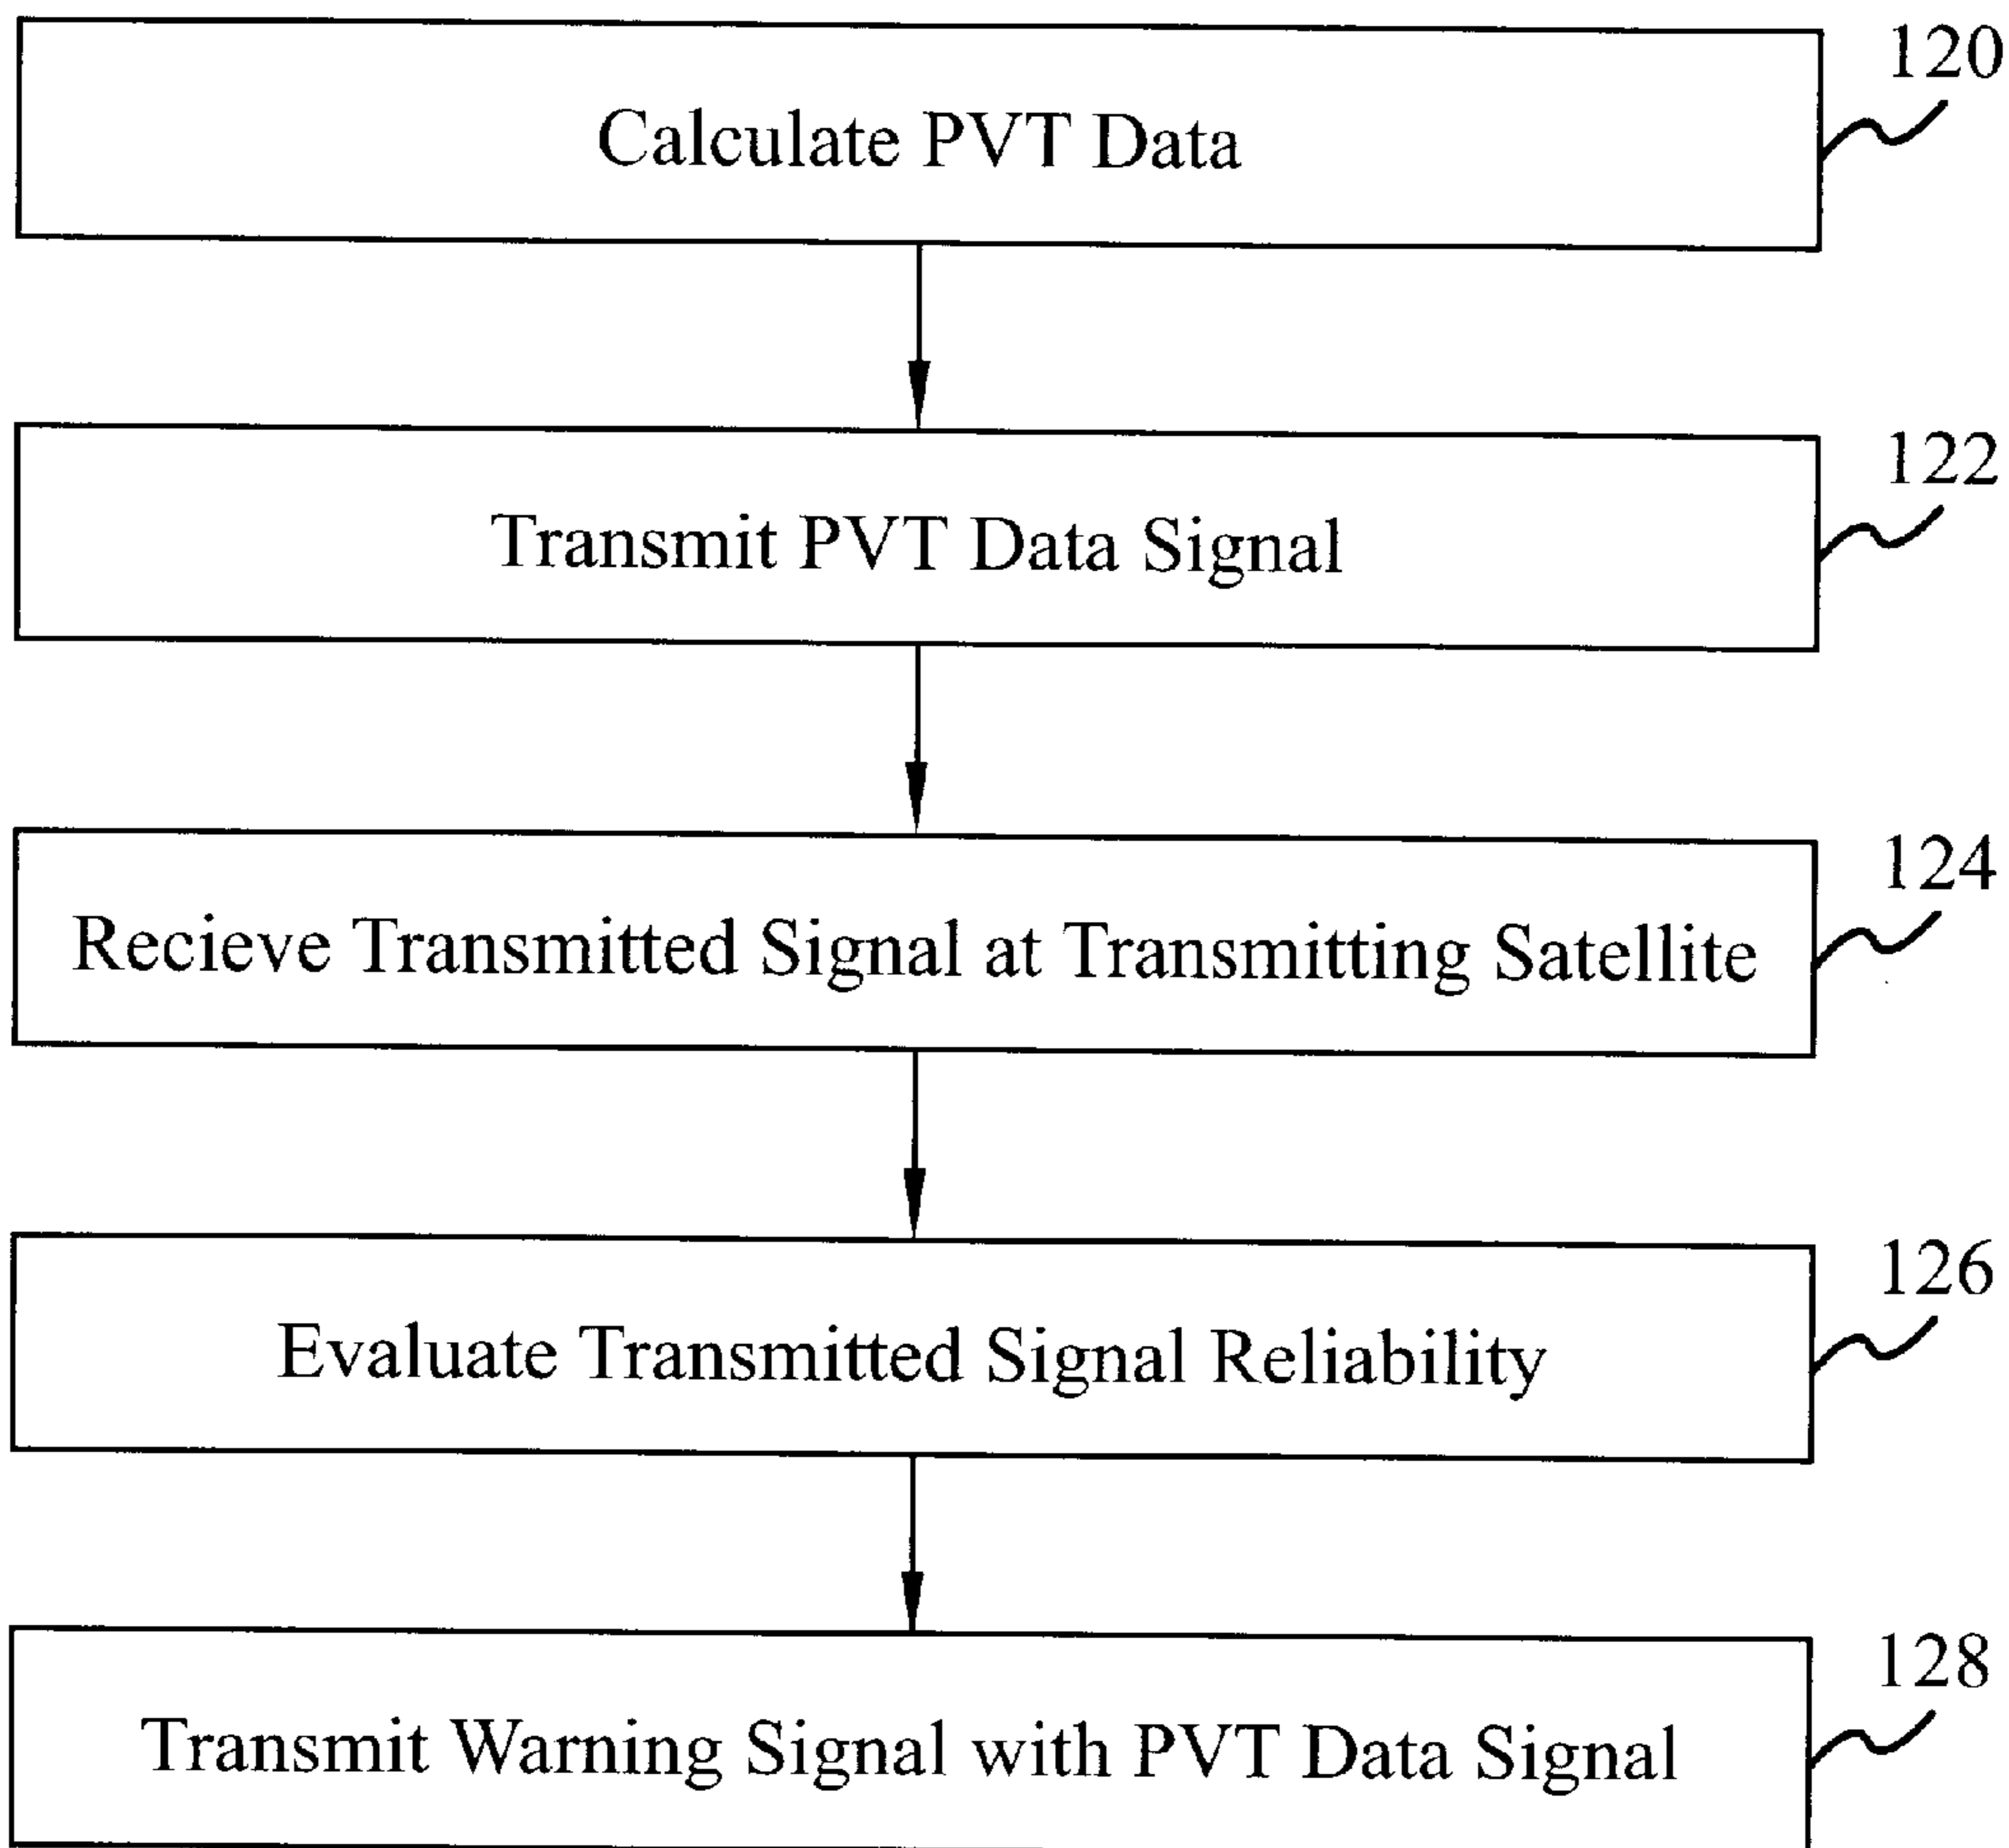 120
Calculate PVT Data
122
Transmit PVT Data Signal
124
Recieve Transmitted Signal at Transmitting Satellite
126
Evaluate Transmitted Signal Reliability
128
Transmit Warning Signal with PVT Data Signal